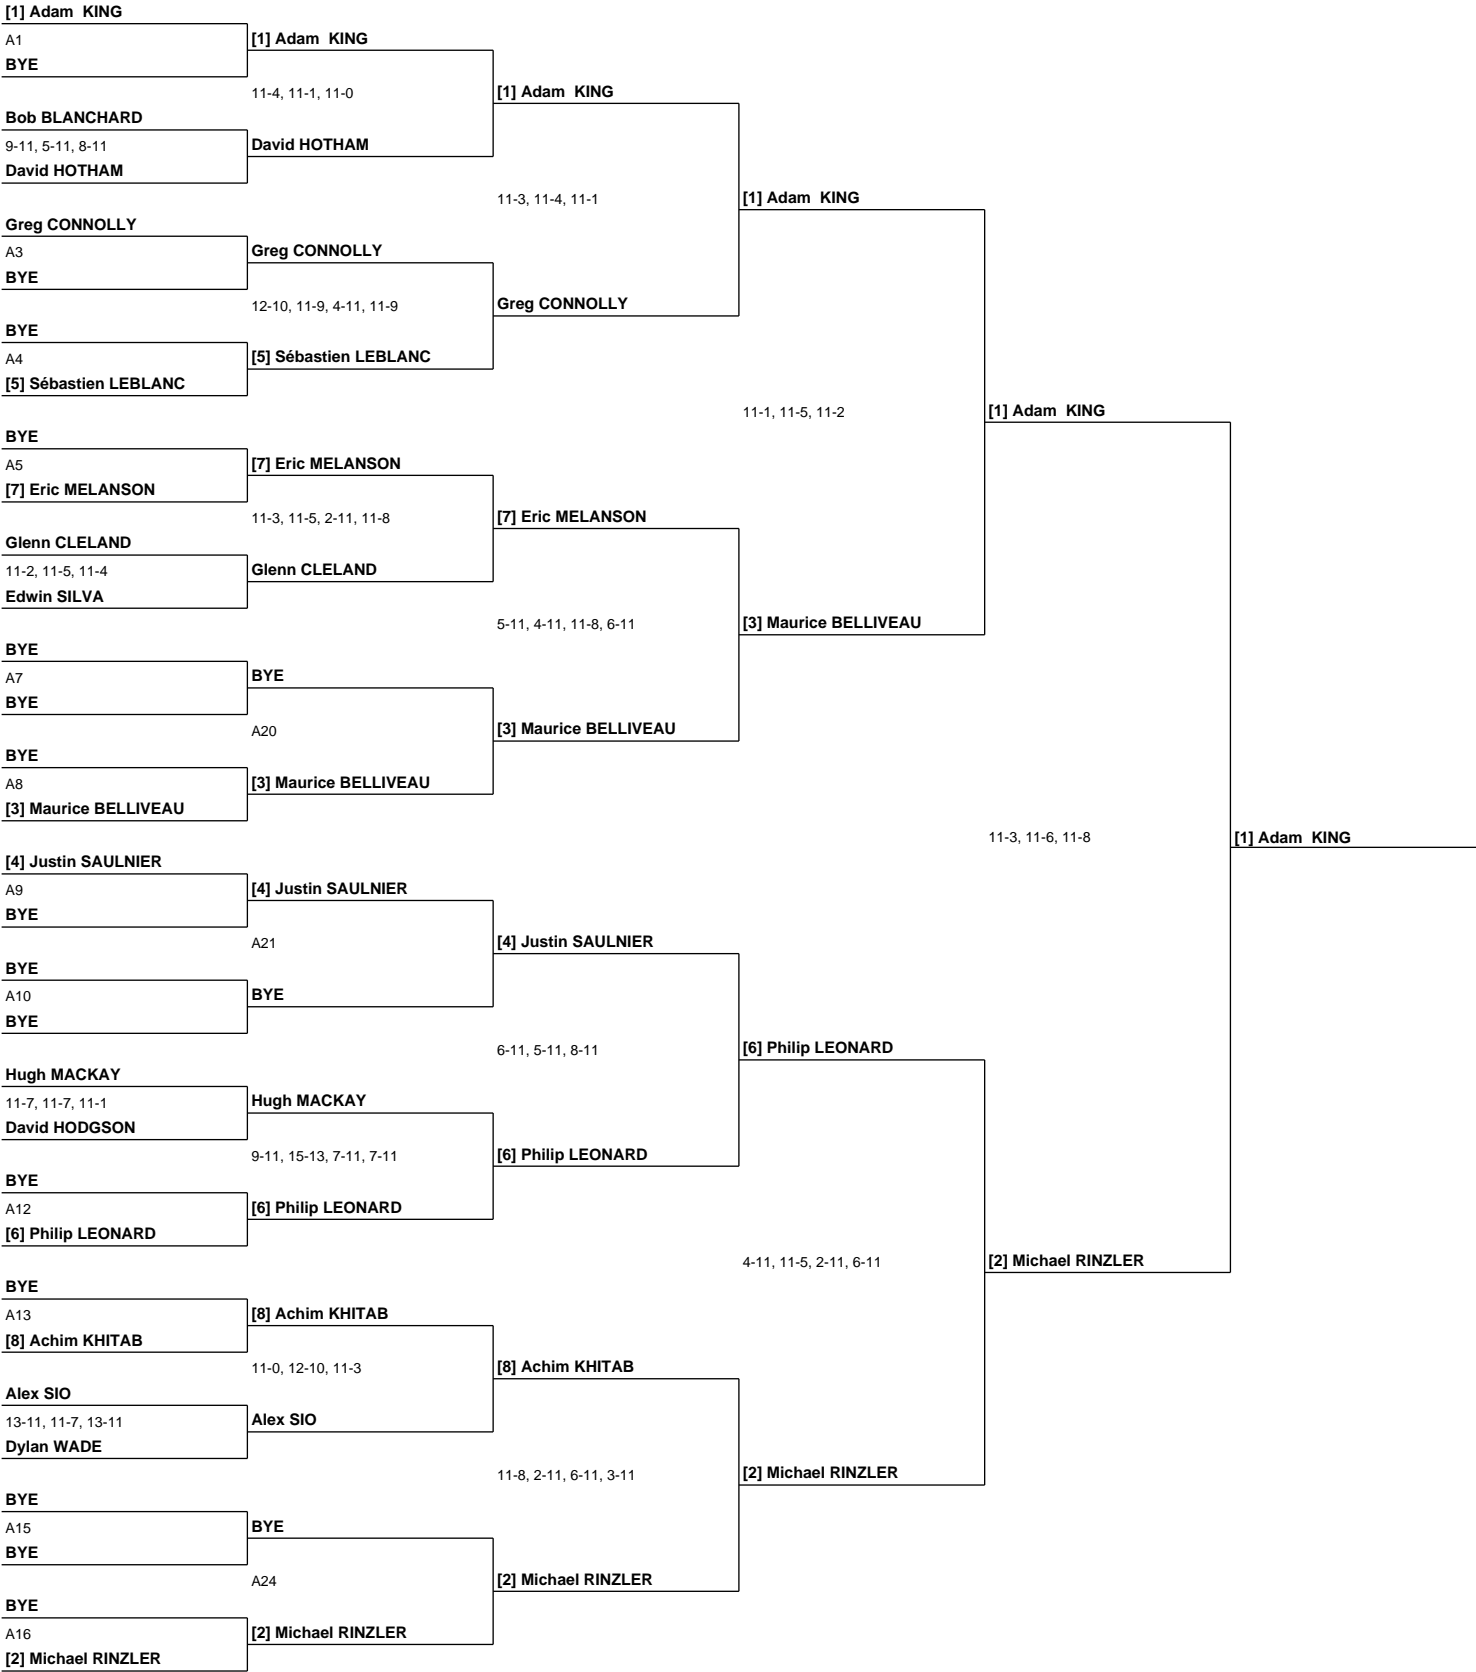 [1] Adam  KING
A1
BYE
Bob BLANCHARD
9-11, 5-11, 8-11
David HOTHAM
Greg CONNOLLY
A3
BYE
BYE
A4
[5] Sébastien LEBLANC
BYE
A5
[7] Eric MELANSON
Glenn CLELAND
11-2, 11-5, 11-4
Edwin SILVA
BYE
A7
BYE
BYE
A8
[3] Maurice BELLIVEAU
[4] Justin SAULNIER
A9
BYE
BYE
A10
BYE
Hugh MACKAY
11-7, 11-7, 11-1
David HODGSON
BYE
A12
[6] Philip LEONARD
BYE
A13
[8] Achim KHITAB
Alex SIO
13-11, 11-7, 13-11
Dylan WADE
BYE
A15
BYE
BYE
A16
[2] Michael RINZLER
[1] Adam  KING
11-4, 11-1, 11-0
David HOTHAM
Greg CONNOLLY
12-10, 11-9, 4-11, 11-9
[5] Sébastien LEBLANC
[7] Eric MELANSON
11-3, 11-5, 2-11, 11-8
Glenn CLELAND
BYE
A20
[3] Maurice BELLIVEAU
[4] Justin SAULNIER
A21
BYE
Hugh MACKAY
9-11, 15-13, 7-11, 7-11
[6] Philip LEONARD
[8] Achim KHITAB
11-0, 12-10, 11-3
Alex SIO
BYE
A24
[2] Michael RINZLER
[1] Adam  KING
11-3, 11-4, 11-1
Greg CONNOLLY
[7] Eric MELANSON
5-11, 4-11, 11-8, 6-11
[3] Maurice BELLIVEAU
[4] Justin SAULNIER
6-11, 5-11, 8-11
[6] Philip LEONARD
[8] Achim KHITAB
11-8, 2-11, 6-11, 3-11
[2] Michael RINZLER
[1] Adam  KING
11-1, 11-5, 11-2
[3] Maurice BELLIVEAU
[6] Philip LEONARD
4-11, 11-5, 2-11, 6-11
[2] Michael RINZLER
[1] Adam  KING
11-3, 11-6, 11-8
[2] Michael RINZLER
[1] Adam  KING